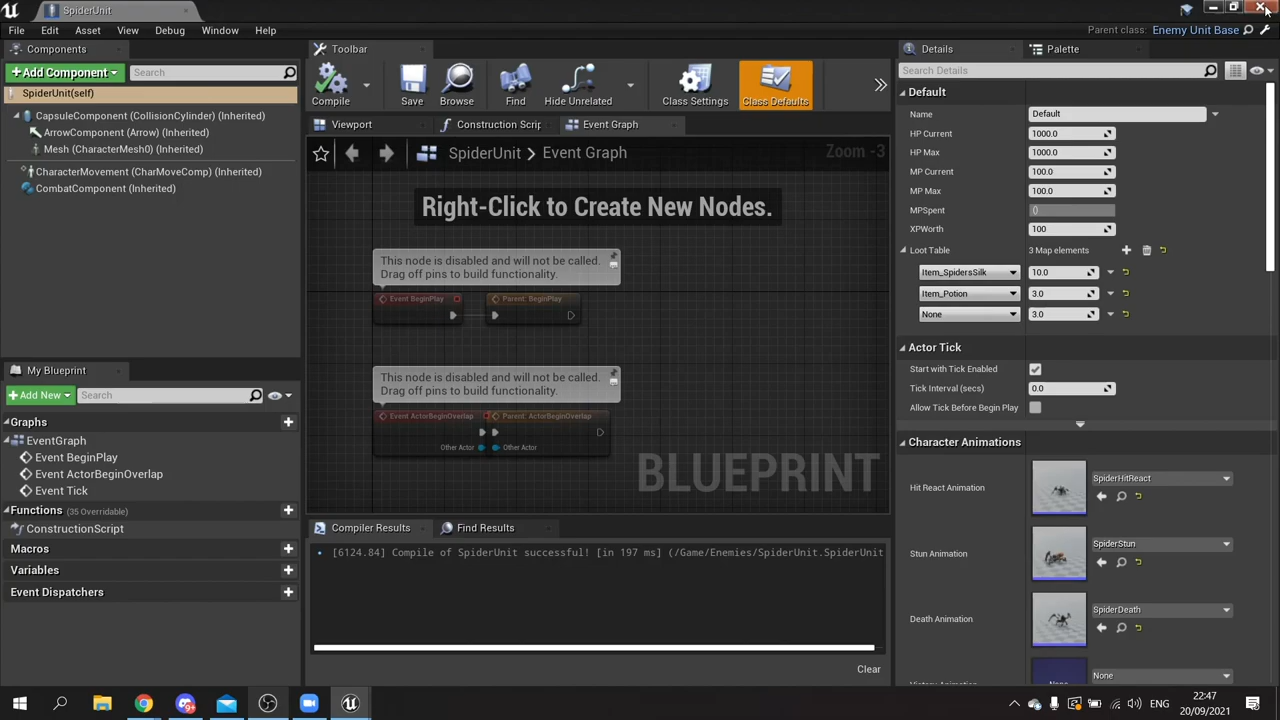 SpiderUnit
File Edit Asset View Debug Window Help
Parent class: Enemy Unit Base
Components
Toolbar
Details
Palette
Add Component
Search
Search Details
SpiderUnit(self)
CapsuleComponent (CollisionCylinder) (Inherited)
ArrowComponent (Arrow) (Inherited)
Mesh (CharacterMesh0) (Inherited)
CharacterMovement (CharMoveComp) (Inherited)
CombatComponent (Inherited)
Compile Save Browse Find Hide Unrelated Class Settings Class Defaults
Viewport
Construction Scrip
Event Graph
SpiderUnit > Event Graph
Zoom -3
Right-Click to Create New Nodes.
This node is disabled and will not be called.
Drag off pins to build functionality.
Event BeginPlay
Parent: BeginPlay
This node is disabled and will not be called.
Drag off pins to build functionality.
Event ActorBeginOverlap
Parent: ActorBeginOverlap
Other Actor
Other Actor
BLUEPRINT
My Blueprint
Add New
Search
Graphs
EventGraph
Event BeginPlay
Event ActorBeginOverlap
Event Tick
Functions (35 Overridable)
ConstructionScript
Macros
Variables
Event Dispatchers
Compiler Results
Find Results
[6124.84] Compile of SpiderUnit successful! [in 197 ms] (/Game/Enemies/SpiderUnit.SpiderUnit
Clear
Default
Name Default
HP Current 1000.0
HP Max 1000.0
MP Current 100.0
MP Max 100.0
MPSpent ()
XPWorth 100
Loot Table 3 Map elements
Item_SpidersSilk 10.0
Item_Potion 3.0
None 3.0
Actor Tick
Start with Tick Enabled
Tick Interval (secs) 0.0
Allow Tick Before Begin Play
Character Animations
Hit React Animation SpiderHitReact
Stun Animation SpiderStun
Death Animation SpiderDeath
None
None
ENG
22:47
20/09/2021